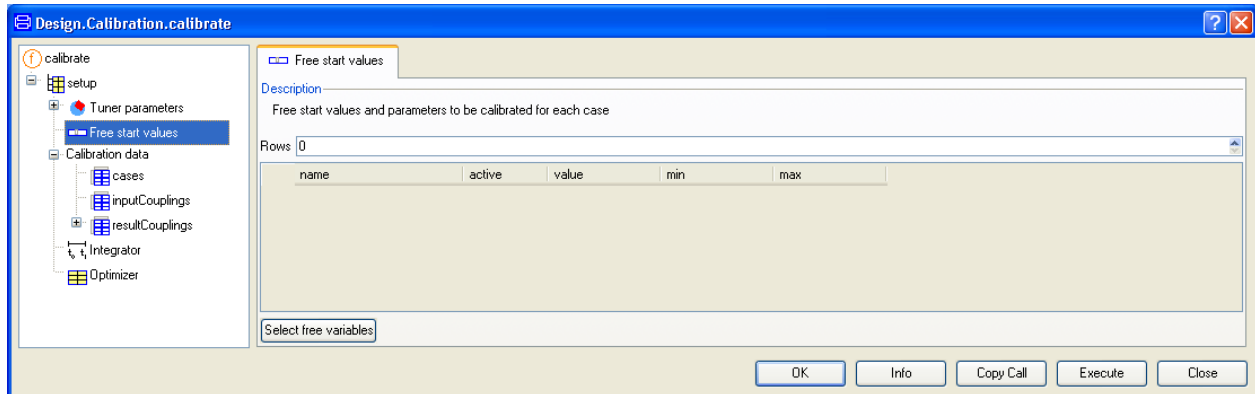 Design.Calibration.calibrate
f calibrate
setup
Tuner parameters
Free start values
Calibration data
cases
inputCouplings
resultCouplings
t₀ t₁ Integrator
Optimizer
Free start values
Description
Free start values and parameters to be calibrated for each case
Rows 0
name active value min max
Select free variables
OK Info Copy Call Execute Close